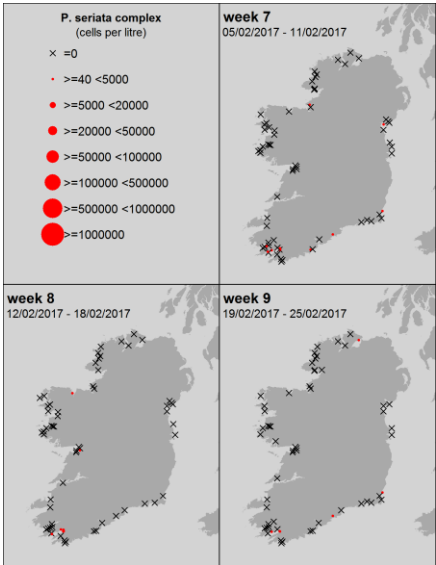 P. seriata complex
(cells per litre)
=0
>=40 <5000
>=5000 <20000
>=20000 <50000
>=50000 <100000
>=100000 <500000
>=500000 <1000000
>=1000000
week 7
05/02/2017 - 11/02/2017
week 8
12/02/2017 - 18/02/2017
week 9
19/02/2017 - 25/02/2017